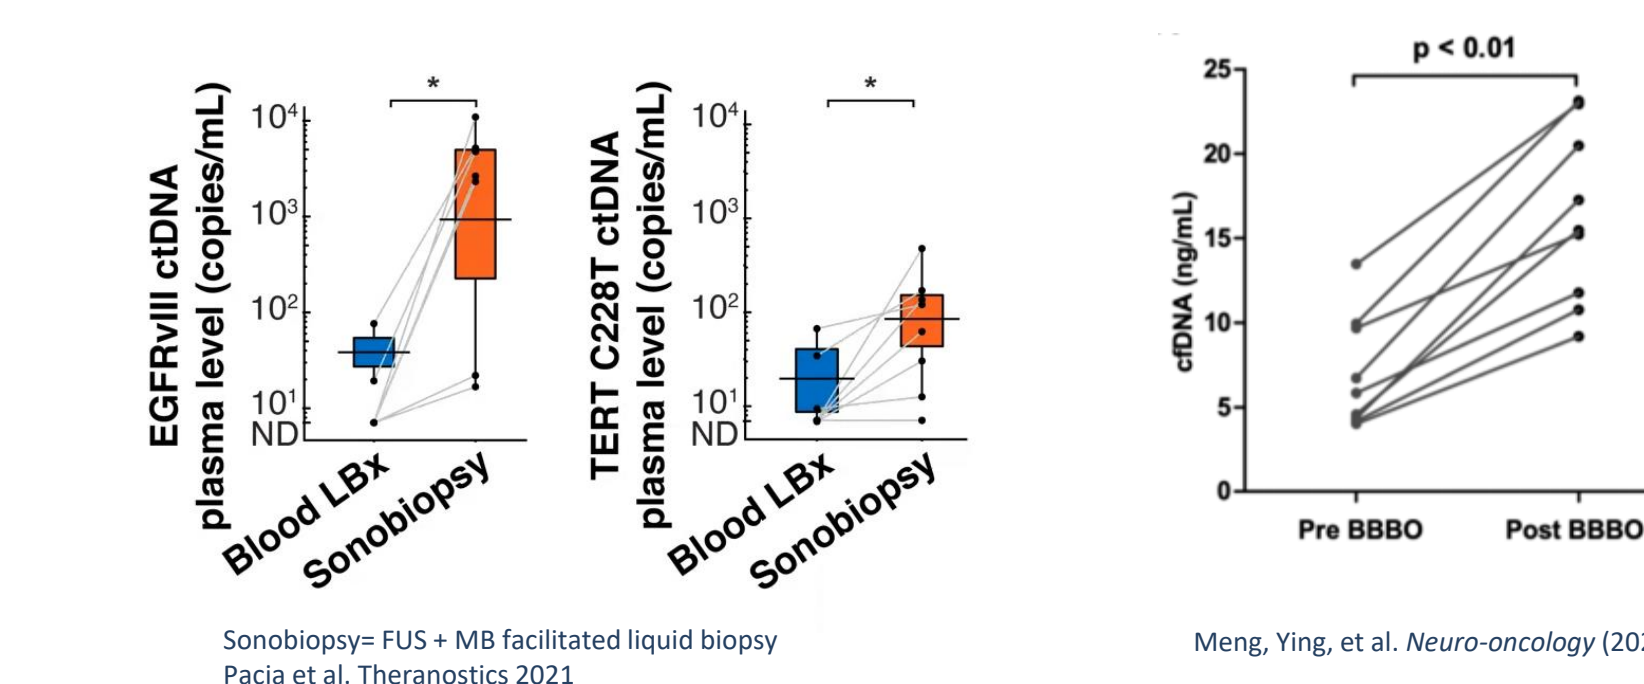 EGFRvIII ctDNA
plasma level (copies/mL)
10⁴
10³
10²
10¹
ND
*
Blood LBx
Sonobiopsy
TERT C228T ctDNA
plasma level (copies/mL)
10⁴
10³
10²
10¹
ND
*
Blood LBx
Sonobiopsy
p < 0.01
cfDNA (ng/mL)
25
20
15
10
5
0
Pre BBBO
Post BBBO
Sonobiopsy= FUS + MB facilitated liquid biopsy
Pacia et al. Theranostics 2021
Meng, Ying, et al. Neuro-oncology